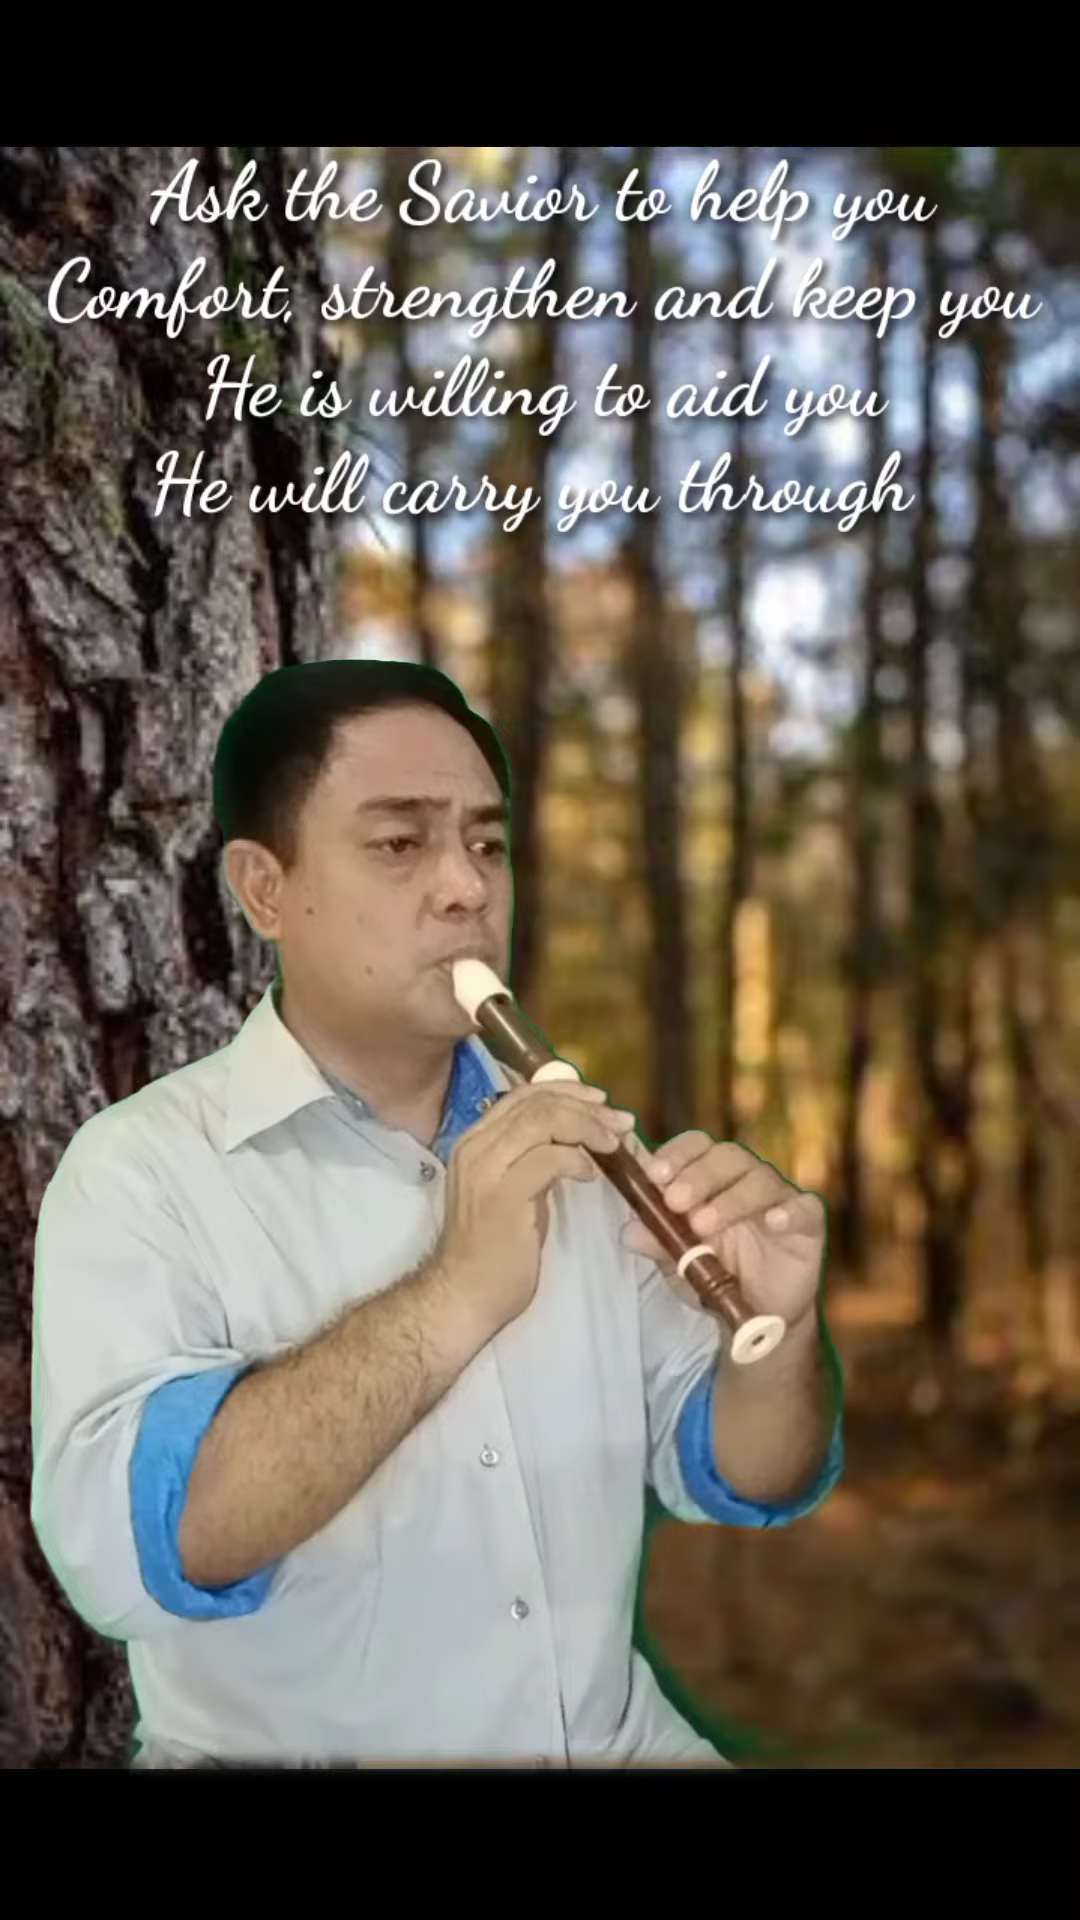 Ask the Savior to help you
Comfort, strengthen and keep you
He is willing to aid you
He will carry you through